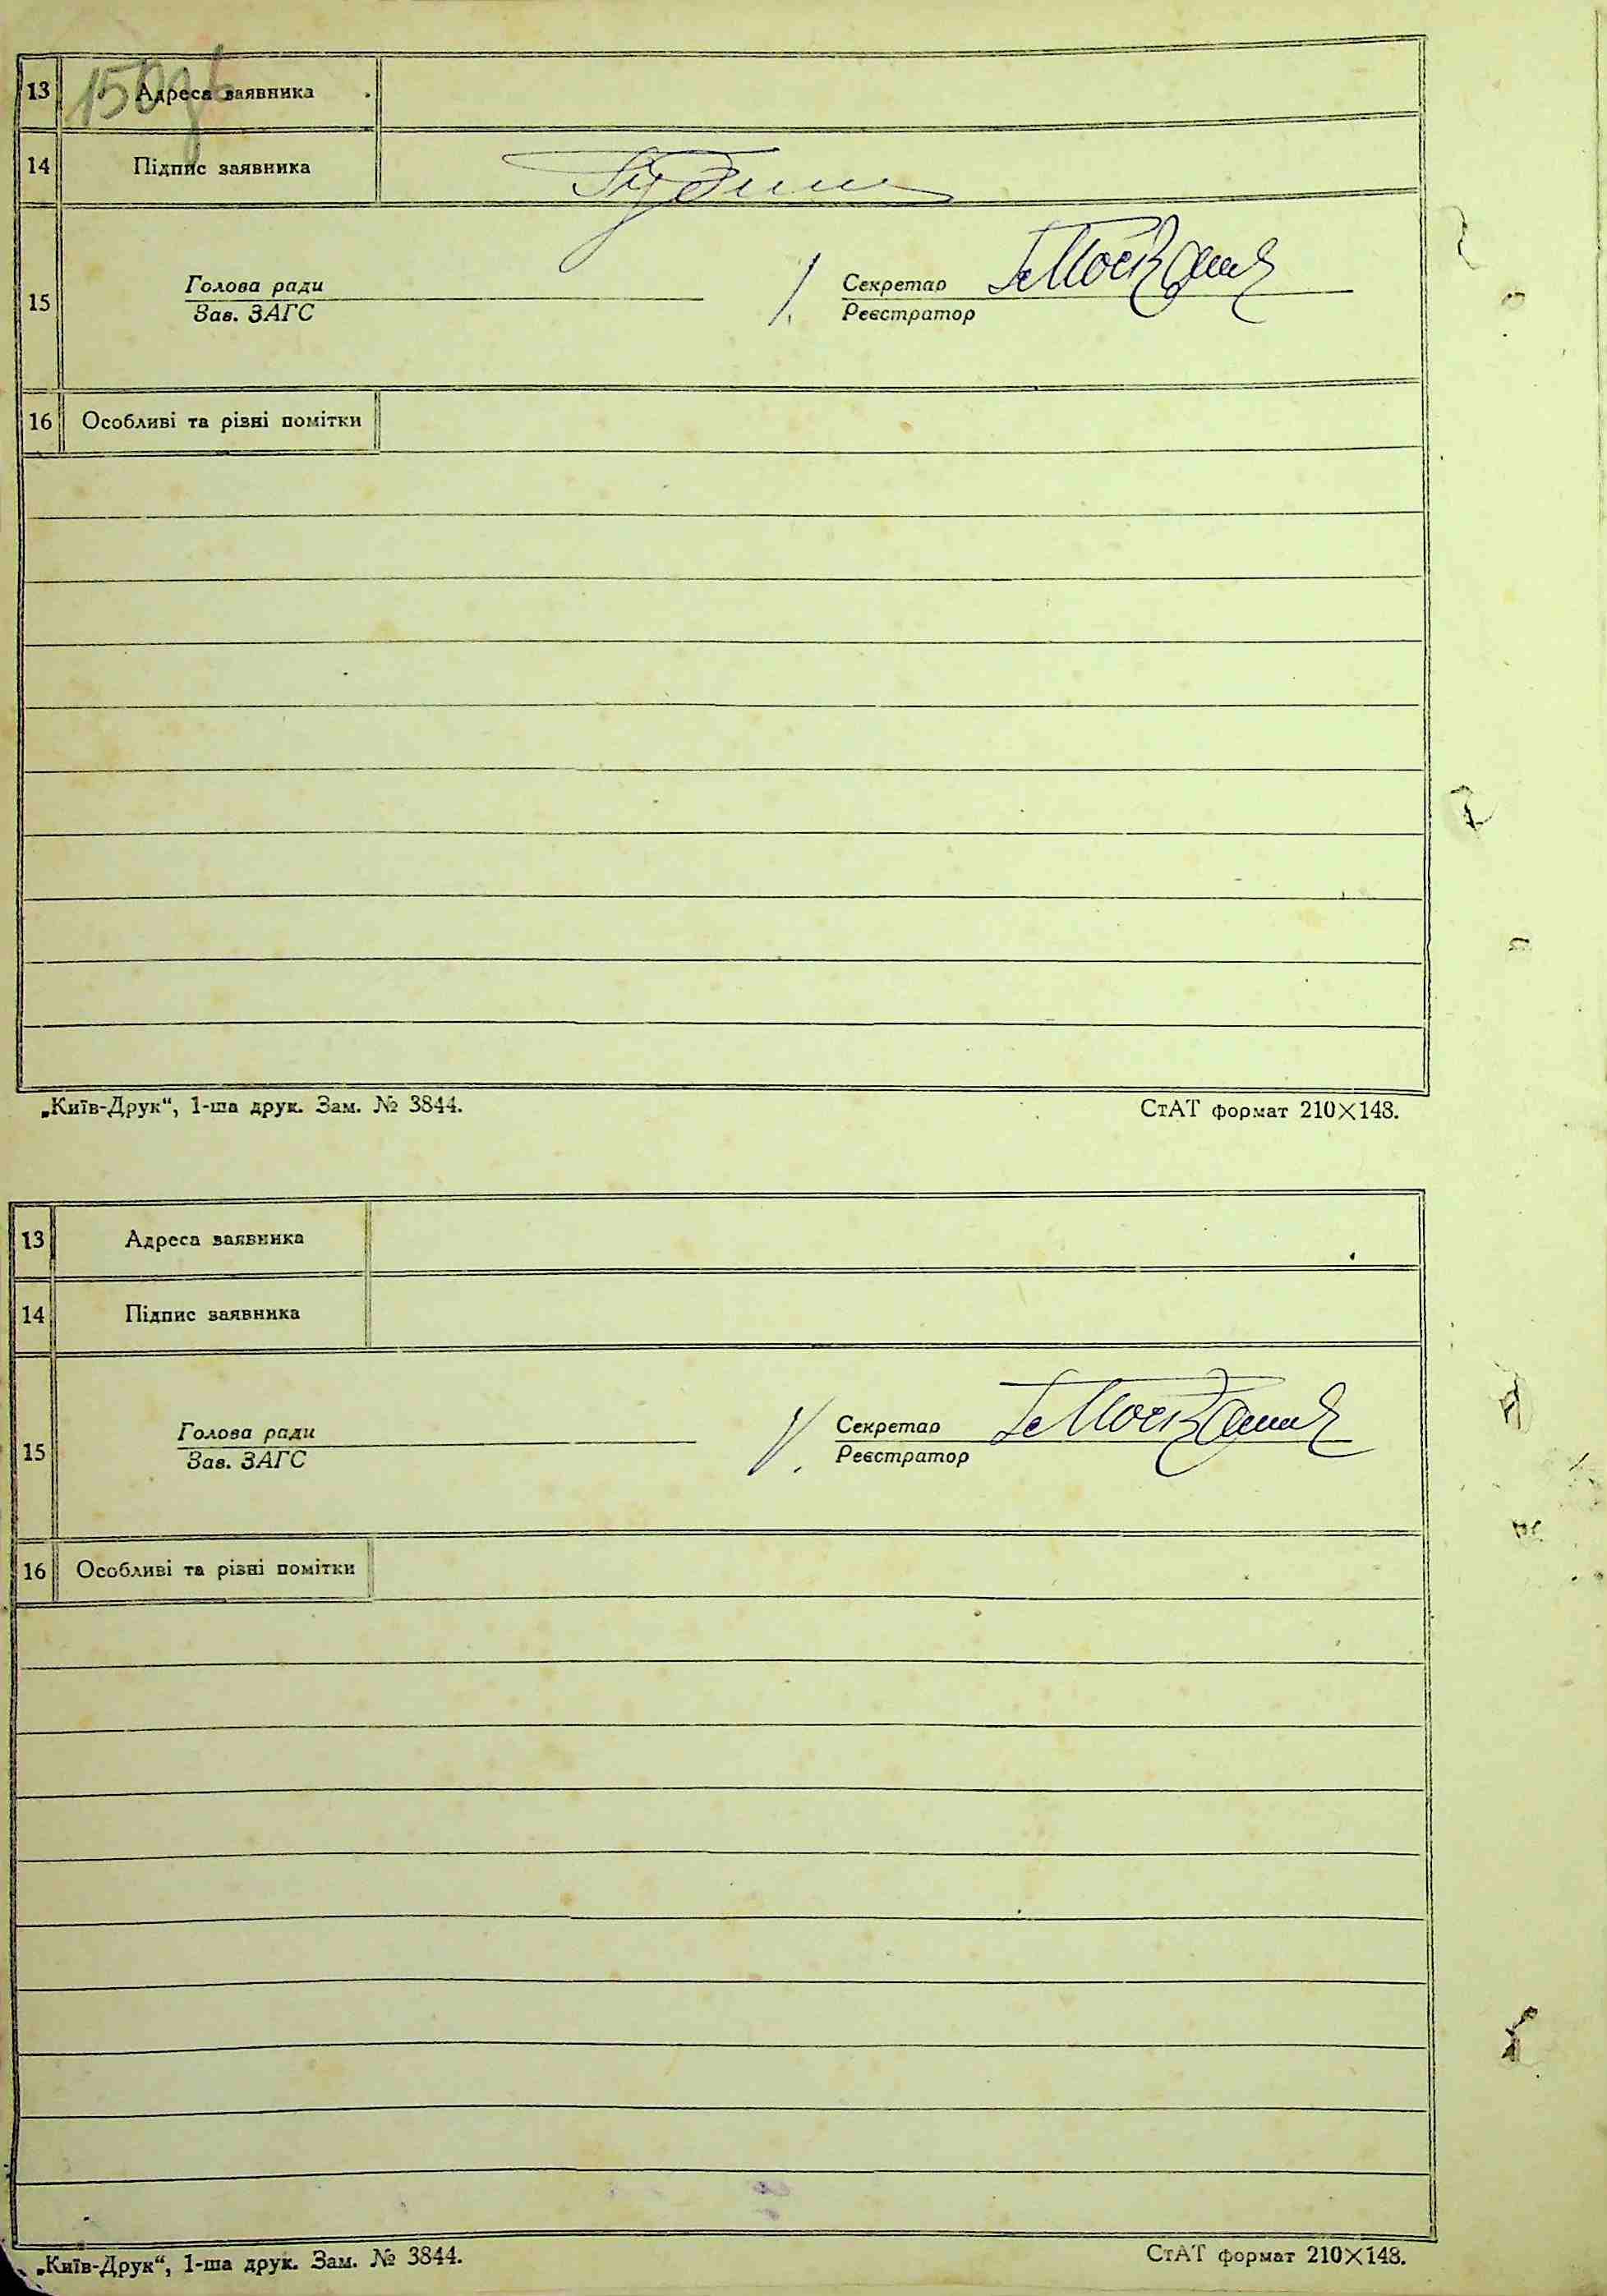 13 Адреса заявника
150
14 Підпис заявника
15 Голова ради Секретар
Зав. ЗАГС Реєстратор
16 Особливі та різні помітки
„Київ-Друк“, 1-ша друк. Зам. № 3844. СтАТ формат 210×148.
13 Адреса заявника
14 Підпис заявника
15 Голова ради Секретар
Зав. ЗАГС Реєстратор
16 Особливі та різні помітки
„Київ-Друк“, 1-ша друк. Зам. № 3844. СтАТ формат 210×148.